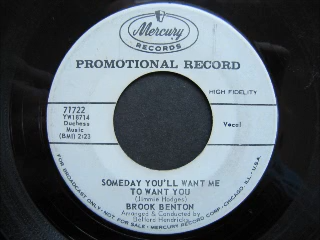 Mercury
RECORDS
PROMOTIONAL RECORD
HIGH FIDELITY
77722
YW18714
Duchess
Music
(BMI) 2:23
Vocal
SOMEDAY YOU'LL WANT ME
TO WANT YOU
(Jimmie Hodges)
BROOK BENTON
Arranged & Conducted by
Belford Hendricks
FOR BROADCAST ONLY, NOT FOR SALE - MERCURY RECORD CORP., CHICAGO, ILL., U.S.A.